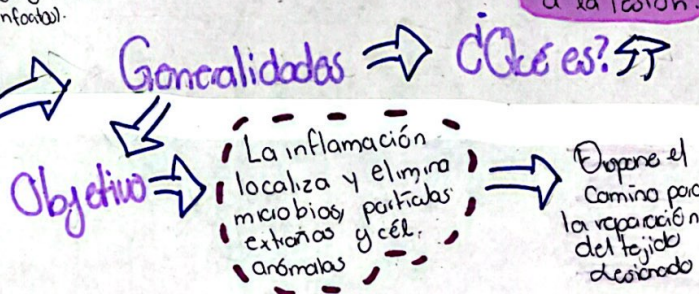 nfocitos).
a la lesión.
Generalidades ¿Qué es?
Objetivo
La inflamación
localiza y elimina
microbios, partículas
extrañas y cél.
anómalas
Dispone el
camino para
la reparación
del tejido
lesionado